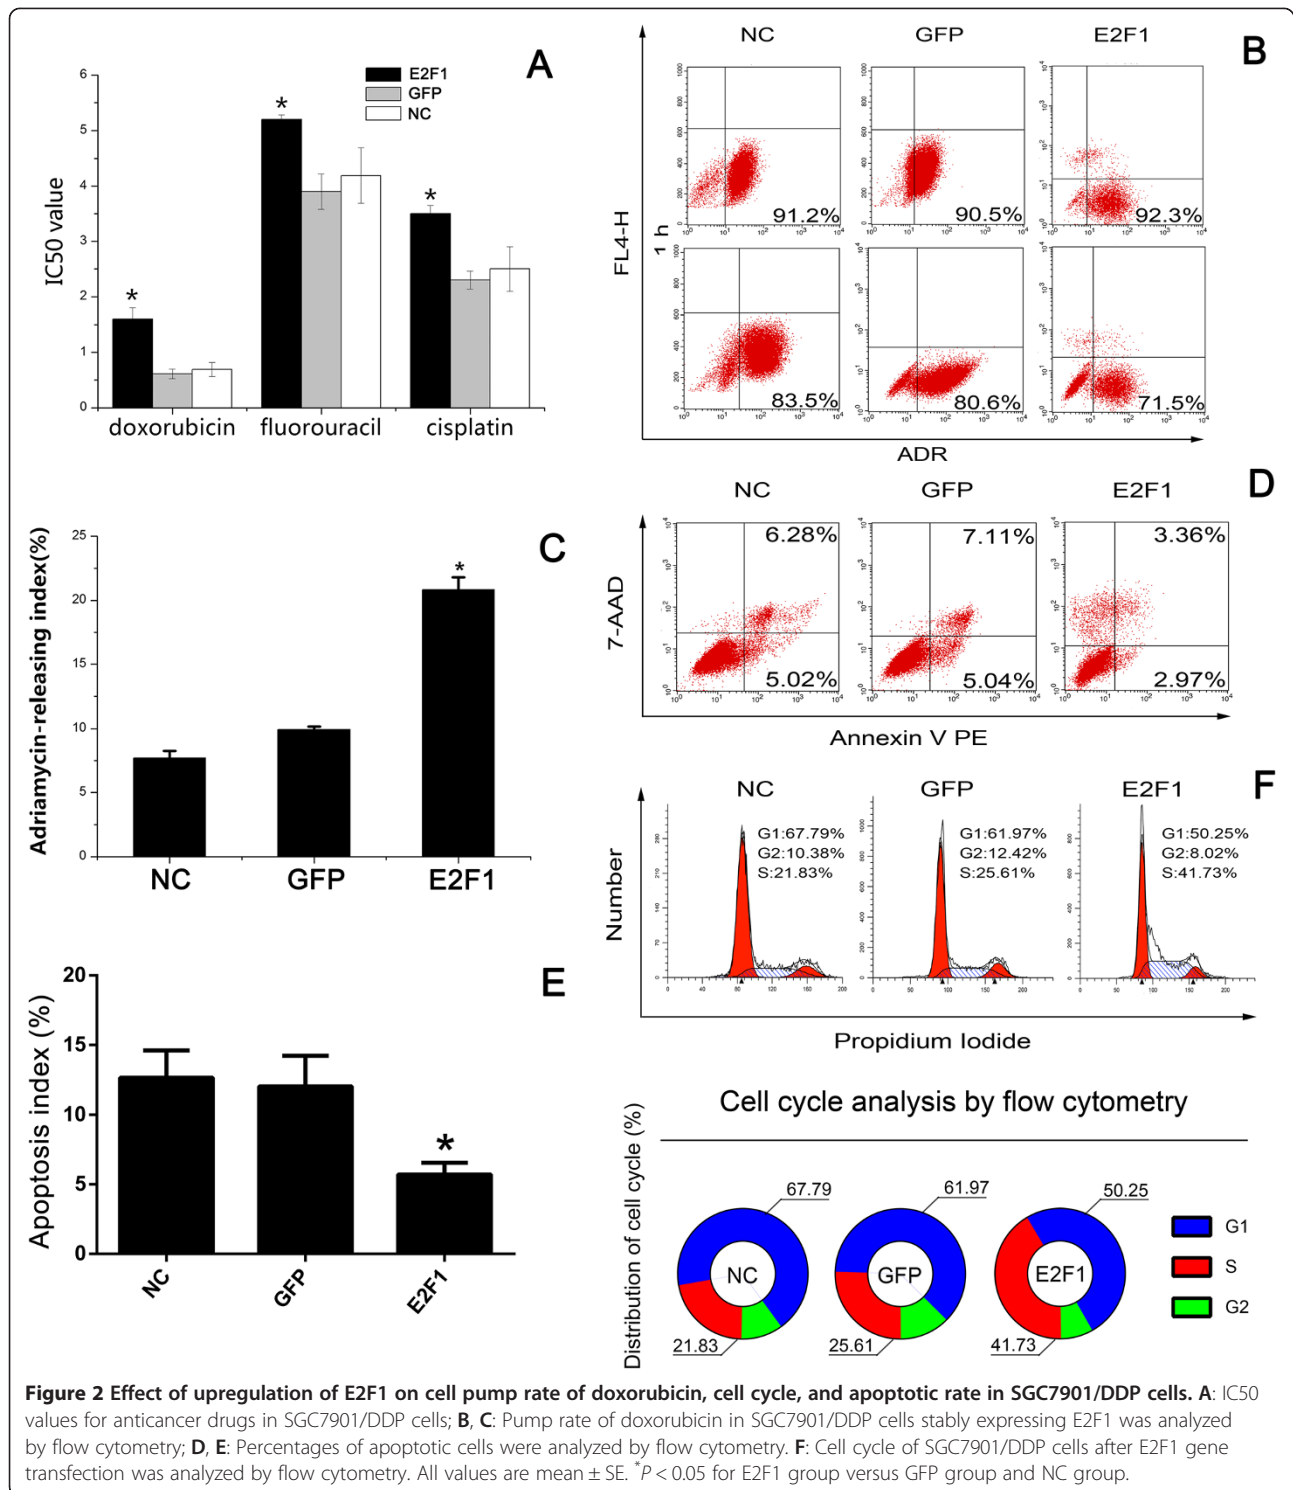 A
E2F1
GFP
NC
IC50 value
6
5
4
3
2
1
0
*
*
*
doxorubicin fluorouracil cisplatin
B
NC GFP E2F1
FL4-H
1 h
91.2% 90.5% 92.3%
83.5% 80.6% 71.5%
ADR
C
Adriamycin-releasing index(%)
25
20
15
10
5
0
*
NC GFP E2F1
D
NC GFP E2F1
7-AAD
6.28% 7.11% 3.36%
5.02% 5.04% 2.97%
Annexin V PE
E
Apoptosis index (%)
20
15
10
5
0
*
NC GFP E2F1
F
NC GFP E2F1
Number
G1:67.79%
G2:10.38%
S:21.83%
G1:61.97%
G2:12.42%
S:25.61%
G1:50.25%
G2:8.02%
S:41.73%
Propidium Iodide
Cell cycle analysis by flow cytometry
Distribution of cell cycle (%)
67.79 61.97 50.25
NC GFP E2F1
21.83 25.61 41.73
G1
S
G2
Figure 2 Effect of upregulation of E2F1 on cell pump rate of doxorubicin, cell cycle, and apoptotic rate in SGC7901/DDP cells. A: IC50
values for anticancer drugs in SGC7901/DDP cells; B, C: Pump rate of doxorubicin in SGC7901/DDP cells stably expressing E2F1 was analyzed
by flow cytometry; D, E: Percentages of apoptotic cells were analyzed by flow cytometry. F: Cell cycle of SGC7901/DDP cells after E2F1 gene
transfection was analyzed by flow cytometry. All values are mean ± SE. *P < 0.05 for E2F1 group versus GFP group and NC group.